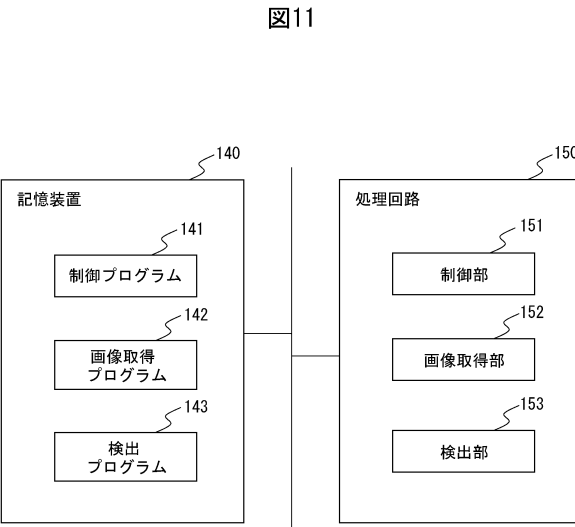 図11
140
記憶装置
141
制御プログラム
142
画像取得
プログラム
143
検出
プログラム
150
処理回路
151
制御部
152
画像取得部
153
検出部